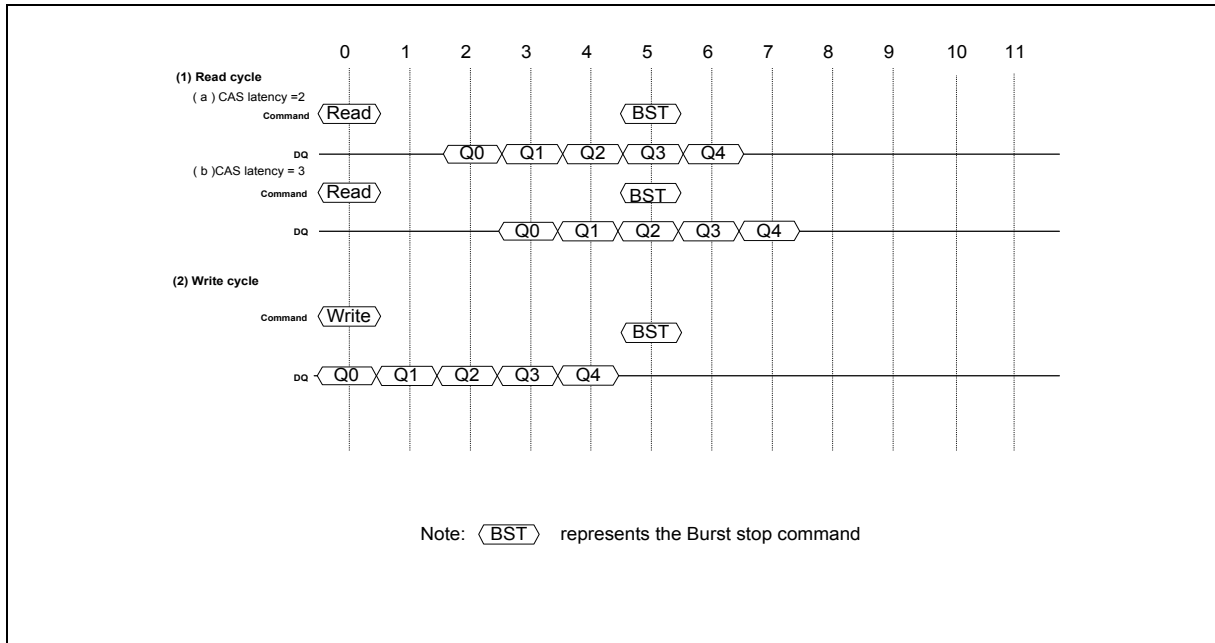 0 1 2 3 4 5 6 7 8 9 10 11
(1) Read cycle
( a ) CAS latency =2
Command Read BST
DQ Q0 Q1 Q2 Q3 Q4
( b )CAS latency = 3
Command Read BST
DQ Q0 Q1 Q2 Q3 Q4
(2) Write cycle
Command Write BST
DQ Q0 Q1 Q2 Q3 Q4
Note: BST represents the Burst stop command